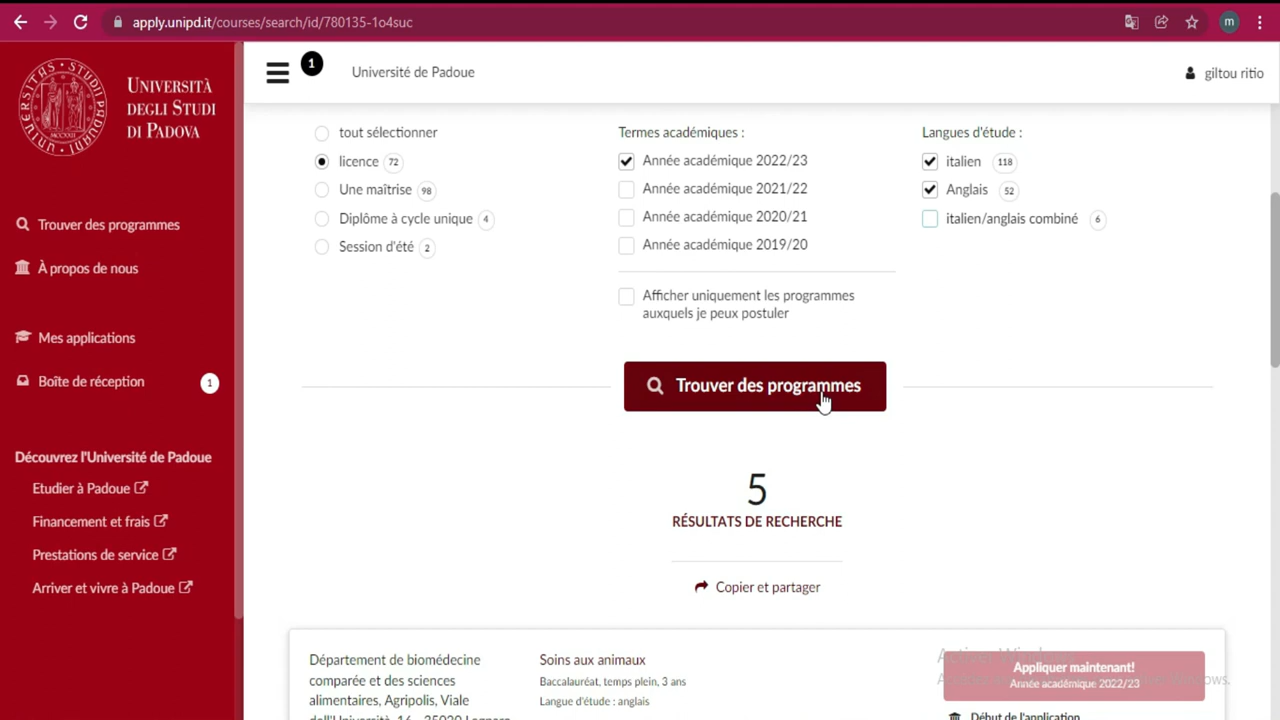 apply.unipd.it/courses/search/id/780135-1o4suc
m
UNIVERSITÀ
DEGLI STUDI
DI PADOVA
1
Université de Padoue
giltou ritio
Trouver des programmes
À propos de nous
Mes applications
Boîte de réception 1
Découvrez l'Université de Padoue
Etudier à Padoue
Financement et frais
Prestations de service
Arriver et vivre à Padoue
tout sélectionner
licence 72
Une maîtrise 98
Diplôme à cycle unique 4
Session d'été 2
Termes académiques :
Année académique 2022/23
Année académique 2021/22
Année académique 2020/21
Année académique 2019/20
Afficher uniquement les programmes
auxquels je peux postuler
Langues d'étude :
italien 118
Anglais 52
italien/anglais combiné 6
Trouver des programmes
5
RÉSULTATS DE RECHERCHE
Copier et partager
Département de biomédecine
comparée et des sciences
alimentaires, Agripolis, Viale
dell'Université, 16 - 35020 Legnaro
Soins aux animaux
Baccalauréat, temps plein, 3 ans
Langue d'étude : anglais
Appliquer maintenant!
Année académique 2022/23
Début de l'application